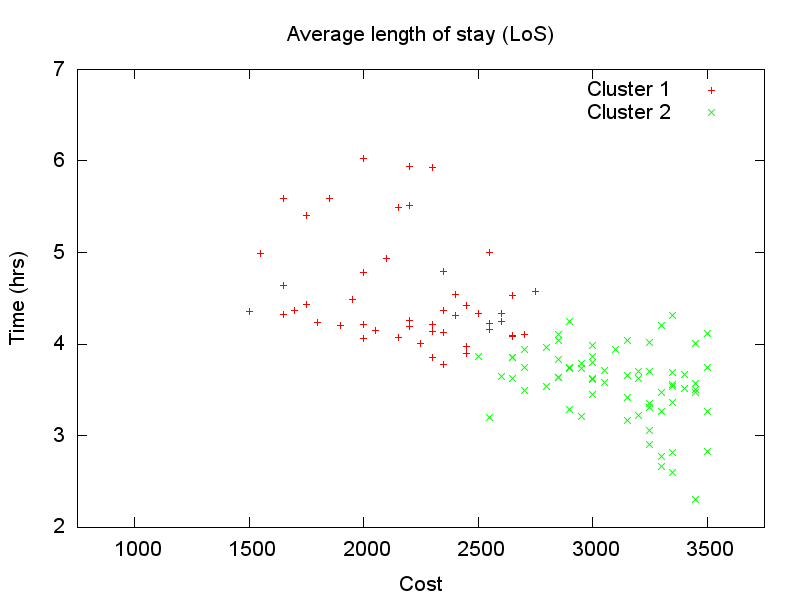 Average length of stay (LoS)
7
Cluster 1
Cluster 2
6
5
4
3
2
Time (hrs)
1000 1500 2000 2500 3000 3500
Cost